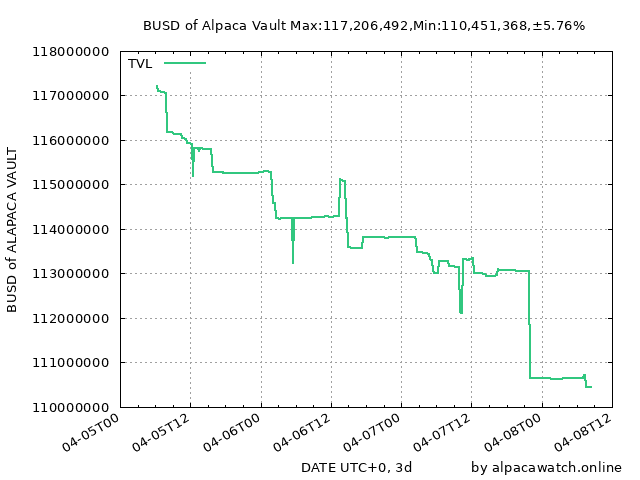 BUSD of Alpaca Vault Max:117,206,492,Min:110,451,368,±5.76%
TVL
BUSD of ALAPACA VAULT
118000000
117000000
116000000
115000000
114000000
113000000
112000000
111000000
110000000
04-05T00
04-05T12
04-06T00
04-06T12
04-07T00
04-07T12
04-08T00
04-08T12
DATE UTC+0, 3d
by alpacawatch.online